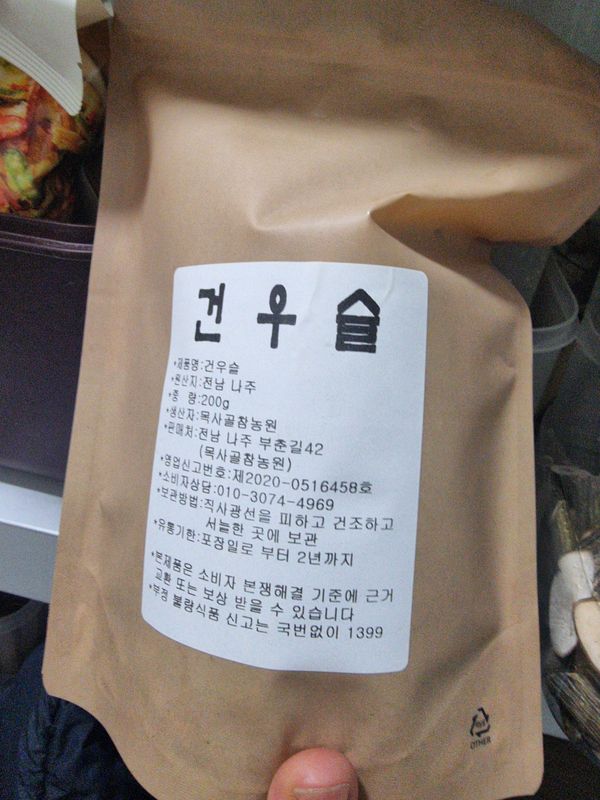 건우슬
*제품명:건우슬
*원산지:전남 나주
*중 량:200g
*생산자:목사골참농원
*판매처:전남 나주 부춘길42
(목사골참농원)
*영업신고번호:제2020-0516458호
*소비자상담:010-3074-4969
*보관방법:직사광선을 피하고 건조하고
서늘한 곳에 보관
*유통기한:포장일로 부터 2년까지
*본제품은 소비자 본쟁해결 기준에 근거
교환 또는 보상 받을 수 있습니다
*부정 불량식품 신고는 국번없이 1399
OTHER